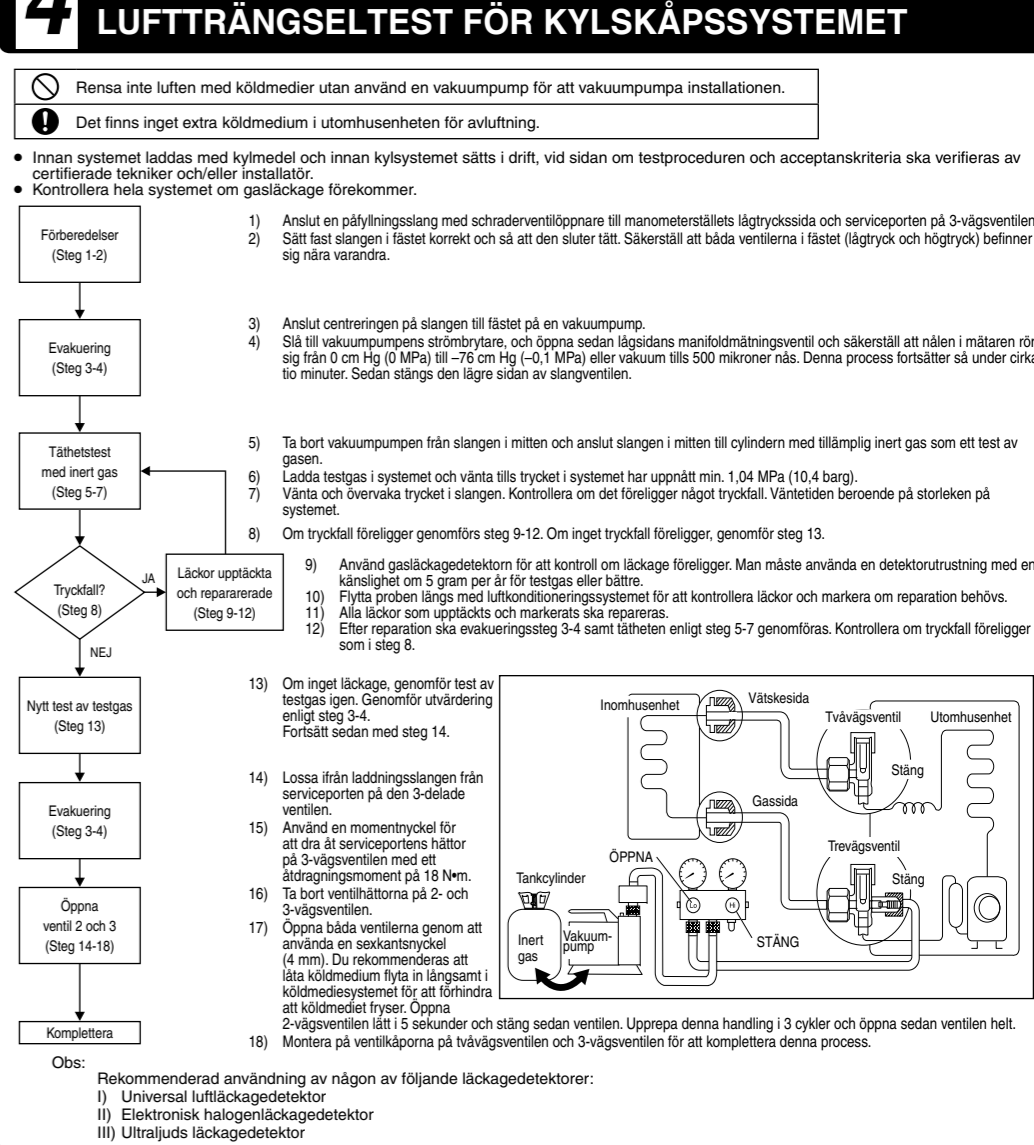 4 LUFTTRÄNGSELTEST FÖR KYLSKÅPSSYSTEMET
Rensa inte luften med köldmedier utan använd en vakuumpump för att vakuumpumpa installationen.
Det finns inget extra köldmedium i utomhusenheten för avluftning.
• Innan systemet laddas med kylmedel och innan kylsystemet sätts i drift, vid sidan om testproceduren och acceptanskriteria ska verifieras av
certifierade tekniker och/eller installatör.
• Kontrollera hela systemet om gasläckage förekommer.
Förberedelser
(Steg 1-2)
1) Anslut en påfyllningsslang med schraderventilöppnare till manometerställets lågtryckssida och serviceporten på 3-vägsventilen
2) Sätt fast slangen i fästet korrekt och så att den sluter tätt. Säkerställ att båda ventilerna i fästet (lågtryck och högtryck) befinner
sig nära varandra.
Evakuering
(Steg 3-4)
3) Anslut centreringen på slangen till fästet på en vakuumpump.
4) Slå till vakuumpumpens strömbrytare, och öppna sedan lågsidans manifoldmätningsventil och säkerställ att nålen i mätaren rör
sig från 0 cm Hg (0 MPa) till –76 cm Hg (–0,1 MPa) eller vakuum tills 500 mikroner nås. Denna process fortsätter så under cirka
tio minuter. Sedan stängs den lägre sidan av slangventilen.
Täthetstest
med inert gas
(Steg 5-7)
5) Ta bort vakuumpumpen från slangen i mitten och anslut slangen i mitten till cylindern med tillämplig inert gas som ett test av
gasen.
6) Ladda testgas i systemet och vänta tills trycket i systemet har uppnått min. 1,04 MPa (10,4 barg).
7) Vänta och övervaka trycket i slangen. Kontrollera om det föreligger något tryckfall. Väntetiden beroende på storleken på
systemet.
8) Om tryckfall föreligger genomförs steg 9-12. Om inget tryckfall föreligger, genomför steg 13.
Tryckfall?
(Steg 8)
JA
NEJ
Läckor upptäckta
och repararerade
(Steg 9-12)
9) Använd gasläckagedetektorn för att kontroll om läckage föreligger. Man måste använda en detektorutrustning med en
känslighet om 5 gram per år för testgas eller bättre.
10) Flytta proben längs med luftkonditioneringssystemet för att kontrollera läckor och markera om reparation behövs.
11) Alla läckor som upptäckts och markerats ska repareras.
12) Efter reparation ska evakueringssteg 3-4 samt tätheten enligt steg 5-7 genomföras. Kontrollera om tryckfall föreligger
som i steg 8.
Nytt test av testgas
(Steg 13)
13) Om inget läckage, genomför test av
testgas igen. Genomför utvärdering
enligt steg 3-4.
Fortsätt sedan med steg 14.
Evakuering
(Steg 3-4)
14) Lossa ifrån laddningsslangen från
serviceporten på den 3-delade
ventilen.
15) Använd en momentnyckel för
att dra åt serviceportens hättor
på 3-vägsventilen med ett
åtdragningsmoment på 18 N•m.
Öppna
ventil 2 och 3
(Steg 14-18)
16) Ta bort ventilhättorna på 2- och
3-vägsventilen.
17) Öppna båda ventilerna genom att
använda en sexkantsnyckel
(4 mm). Du rekommenderas att
låta köldmedium flyta in långsamt i
köldmediesystemet för att förhindra
att köldmediet fryser. Öppna
2-vägsventilen lätt i 5 sekunder och stäng sedan ventilen. Upprepa denna handling i 3 cykler och öppna sedan ventilen helt.
18) Montera på ventilkåporna på tvåvägsventilen och 3-vägsventilen för att komplettera denna process.
Komplettera
Inomhusenhet
Vätskesida
Tvåvägsventil
Utomhusenhet
Stäng
Gassida
Trevägsventil
Stäng
ÖPPNA
Tankcylinder
Lo
Hi
STÄNG
Inert
gas
Vakuum-
pump
Obs:
Rekommenderad användning av någon av följande läckagedetektorer:
I) Universal luftläckagedetektor
II) Elektronisk halogenläckagedetektor
III) Ultraljuds läckagedetektor